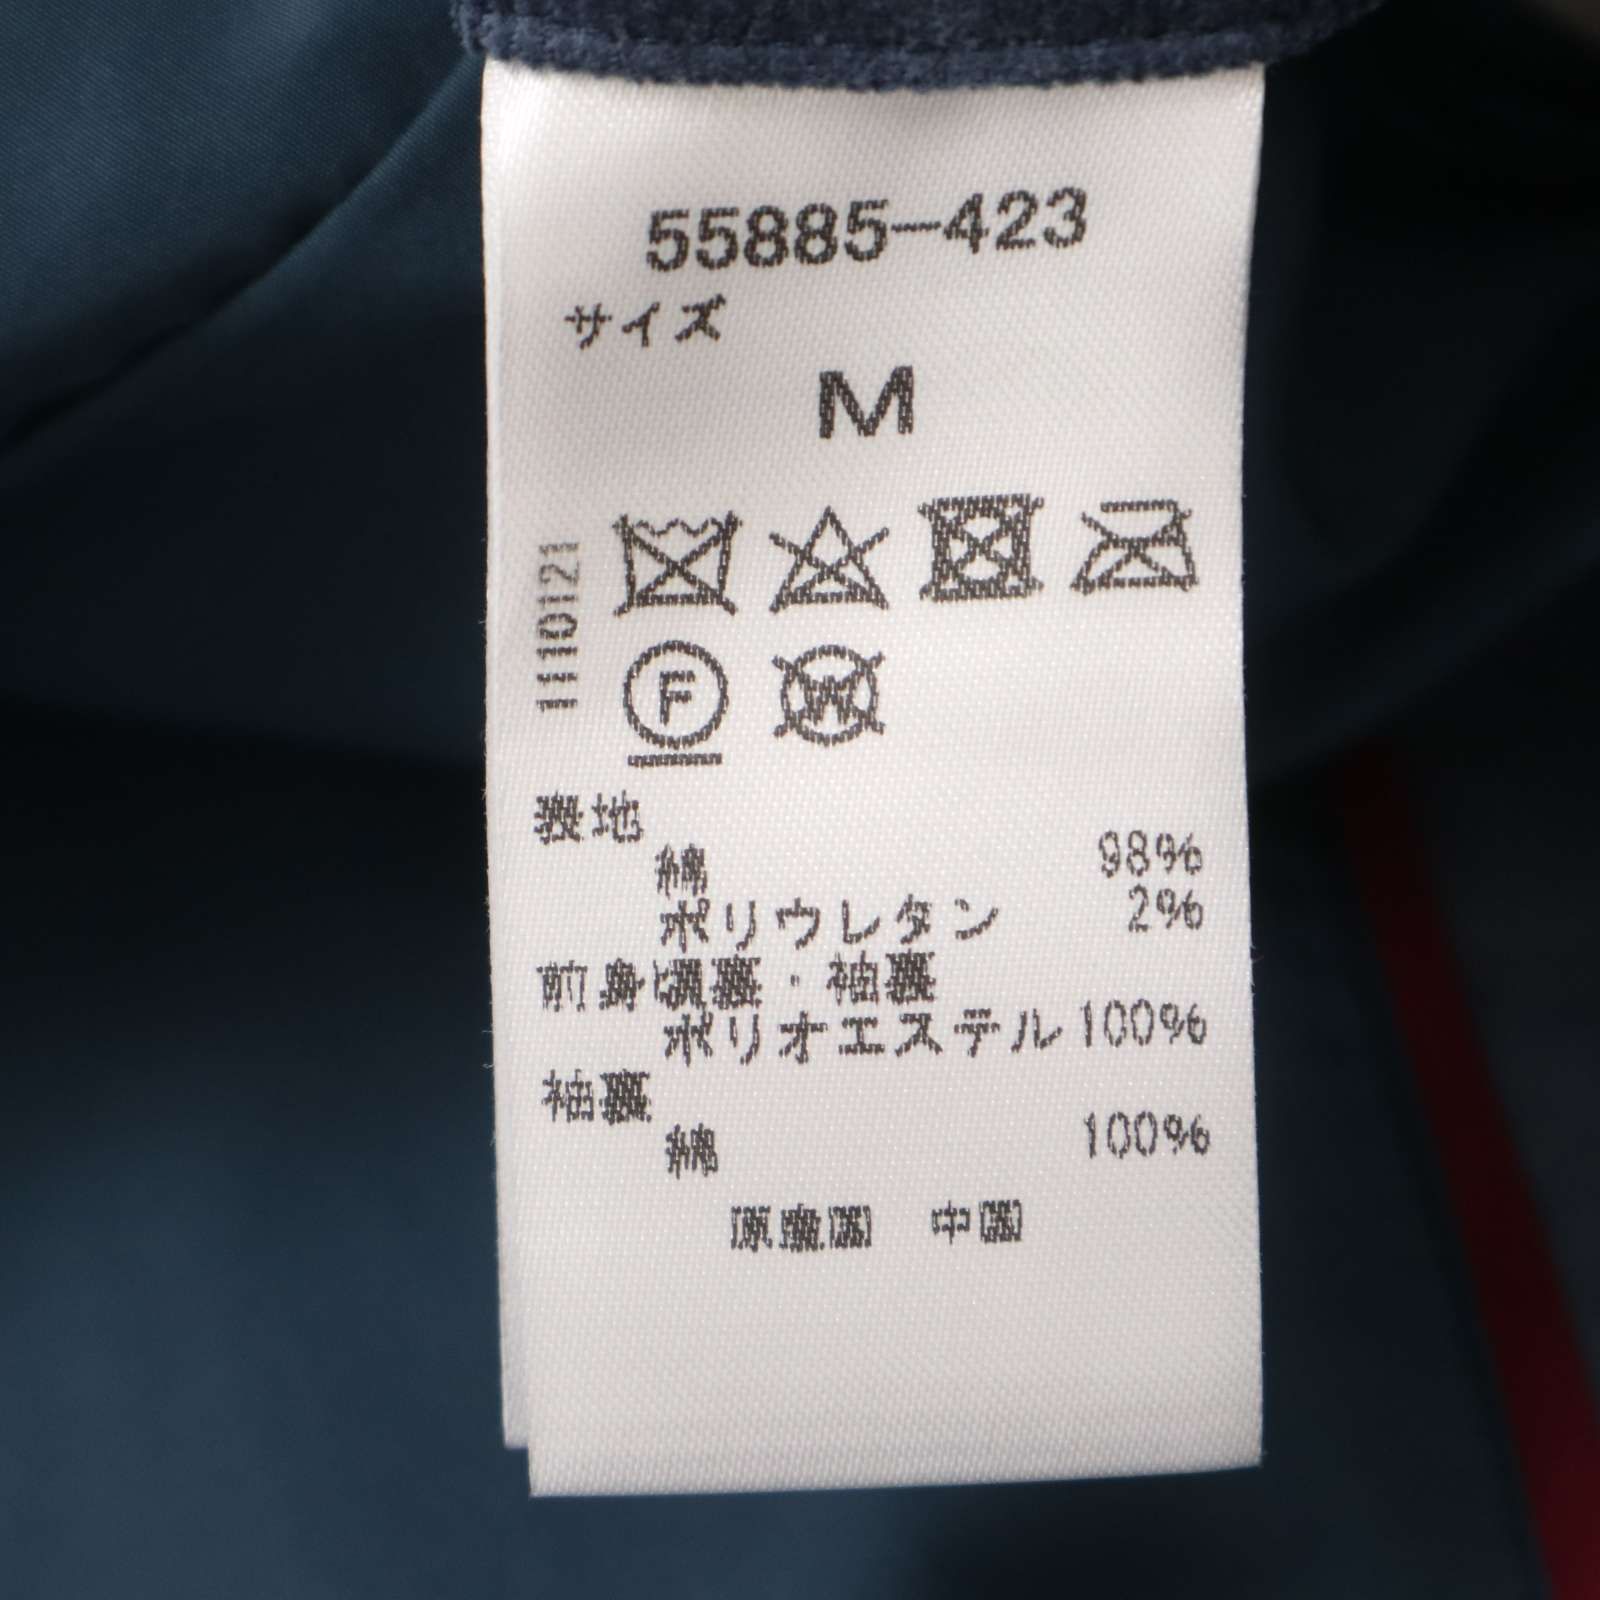 55885-423
サイズ
M
1110121
F
W
表地
綿 98%
ポリウレタン 2%
前身頃裏・袖裏
ポリオエステル100%
袖裏
綿 100%
原産国 中国